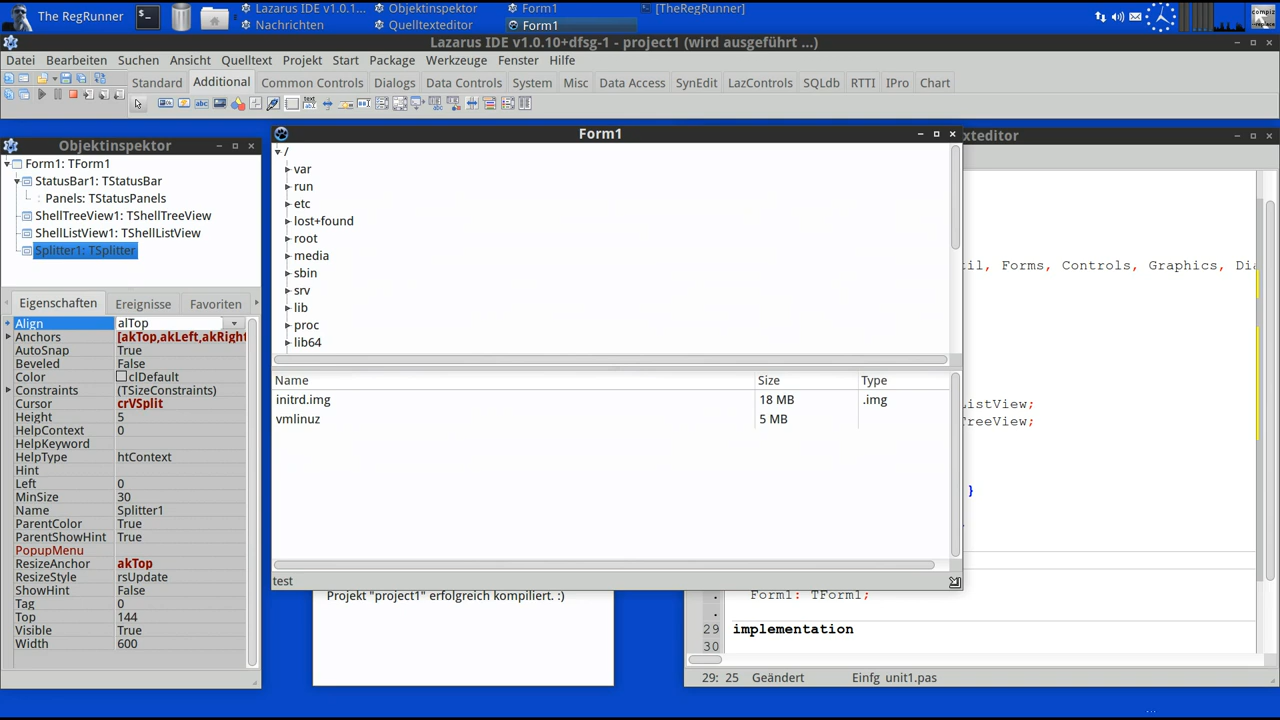 The RegRunner
Lazarus IDE v1.0.1...
Nachrichten
Objektinspektor
Quelltexteditor
Form1
Form1
[TheRegRunner]
compiz
--replace
Lazarus IDE v1.0.10+dfsg-1 - project1 (wird ausgeführt ...)
Datei Bearbeiten Suchen Ansicht Quelltext Projekt Start Package Werkzeuge Fenster Hilfe
Standard Additional Common Controls Dialogs Data Controls System Misc Data Access SynEdit LazControls SQLdb RTTI IPro Chart
Objektinspektor
Form1: TForm1
StatusBar1: TStatusBar
Panels: TStatusPanels
ShellTreeView1: TShellTreeView
ShellListView1: TShellListView
Splitter1: TSplitter
Eigenschaften Ereignisse Favoriten
Align alTop
Anchors [akTop,akLeft,akRight
AutoSnap True
Beveled False
Color clDefault
Constraints (TSizeConstraints)
Cursor crVSplit
Height 5
HelpContext 0
HelpKeyword
HelpType htContext
Hint
Left 0
MinSize 30
Name Splitter1
ParentColor True
ParentShowHint True
PopupMenu
ResizeAnchor akTop
ResizeStyle rsUpdate
ShowHint False
Tag 0
Top 144
Visible True
Width 600
Form1
/
var
run
etc
lost+found
root
media
sbin
srv
lib
proc
lib64
Name Size Type
initrd.img 18 MB .img
vmlinuz 5 MB
test
Projekt "project1" erfolgreich kompiliert. :)
xteditor
til, Forms, Controls, Graphics, Dia
istView;
TreeView;
}
Form1: TForm1;
.
29 implementation
30
29: 25 Geändert Einfg unit1.pas